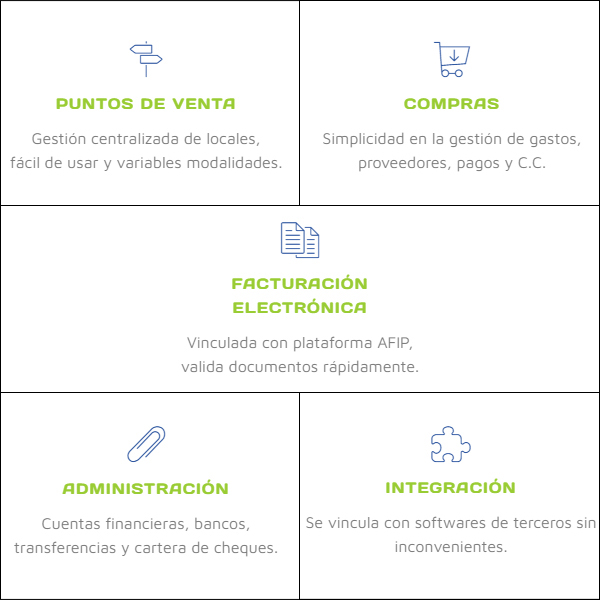 PUNTOS DE VENTA
Gestión centralizada de locales,
fácil de usar y variables modalidades.
COMPRAS
Simplicidad en la gestión de gastos,
proveedores, pagos y C.C.
FACTURACIÓN
ELECTRÓNICA
Vinculada con plataforma AFIP,
valida documentos rápidamente.
ADMINISTRACIÓN
Cuentas financieras, bancos,
transferencias y cartera de cheques.
INTEGRACIÓN
Se vincula con softwares de terceros sin
inconvenientes.